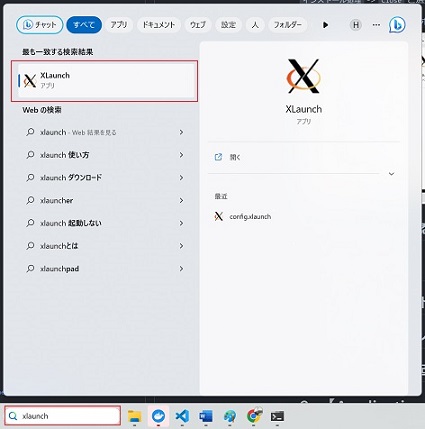 チャット すべて アプリ ドキュメント ウェブ 設定 人 フォルダー H
最も一致する検索結果
XLaunch
アプリ
Web の検索
xlaunch - Web 結果を見る
xlaunch 使い方
xlaunch ダウンロード
xlauncher
xlaunch 起動しない
xlaunchとは
xlaunchpad
XLaunch
アプリ
開く
最近
config.xlaunch
xlaunch